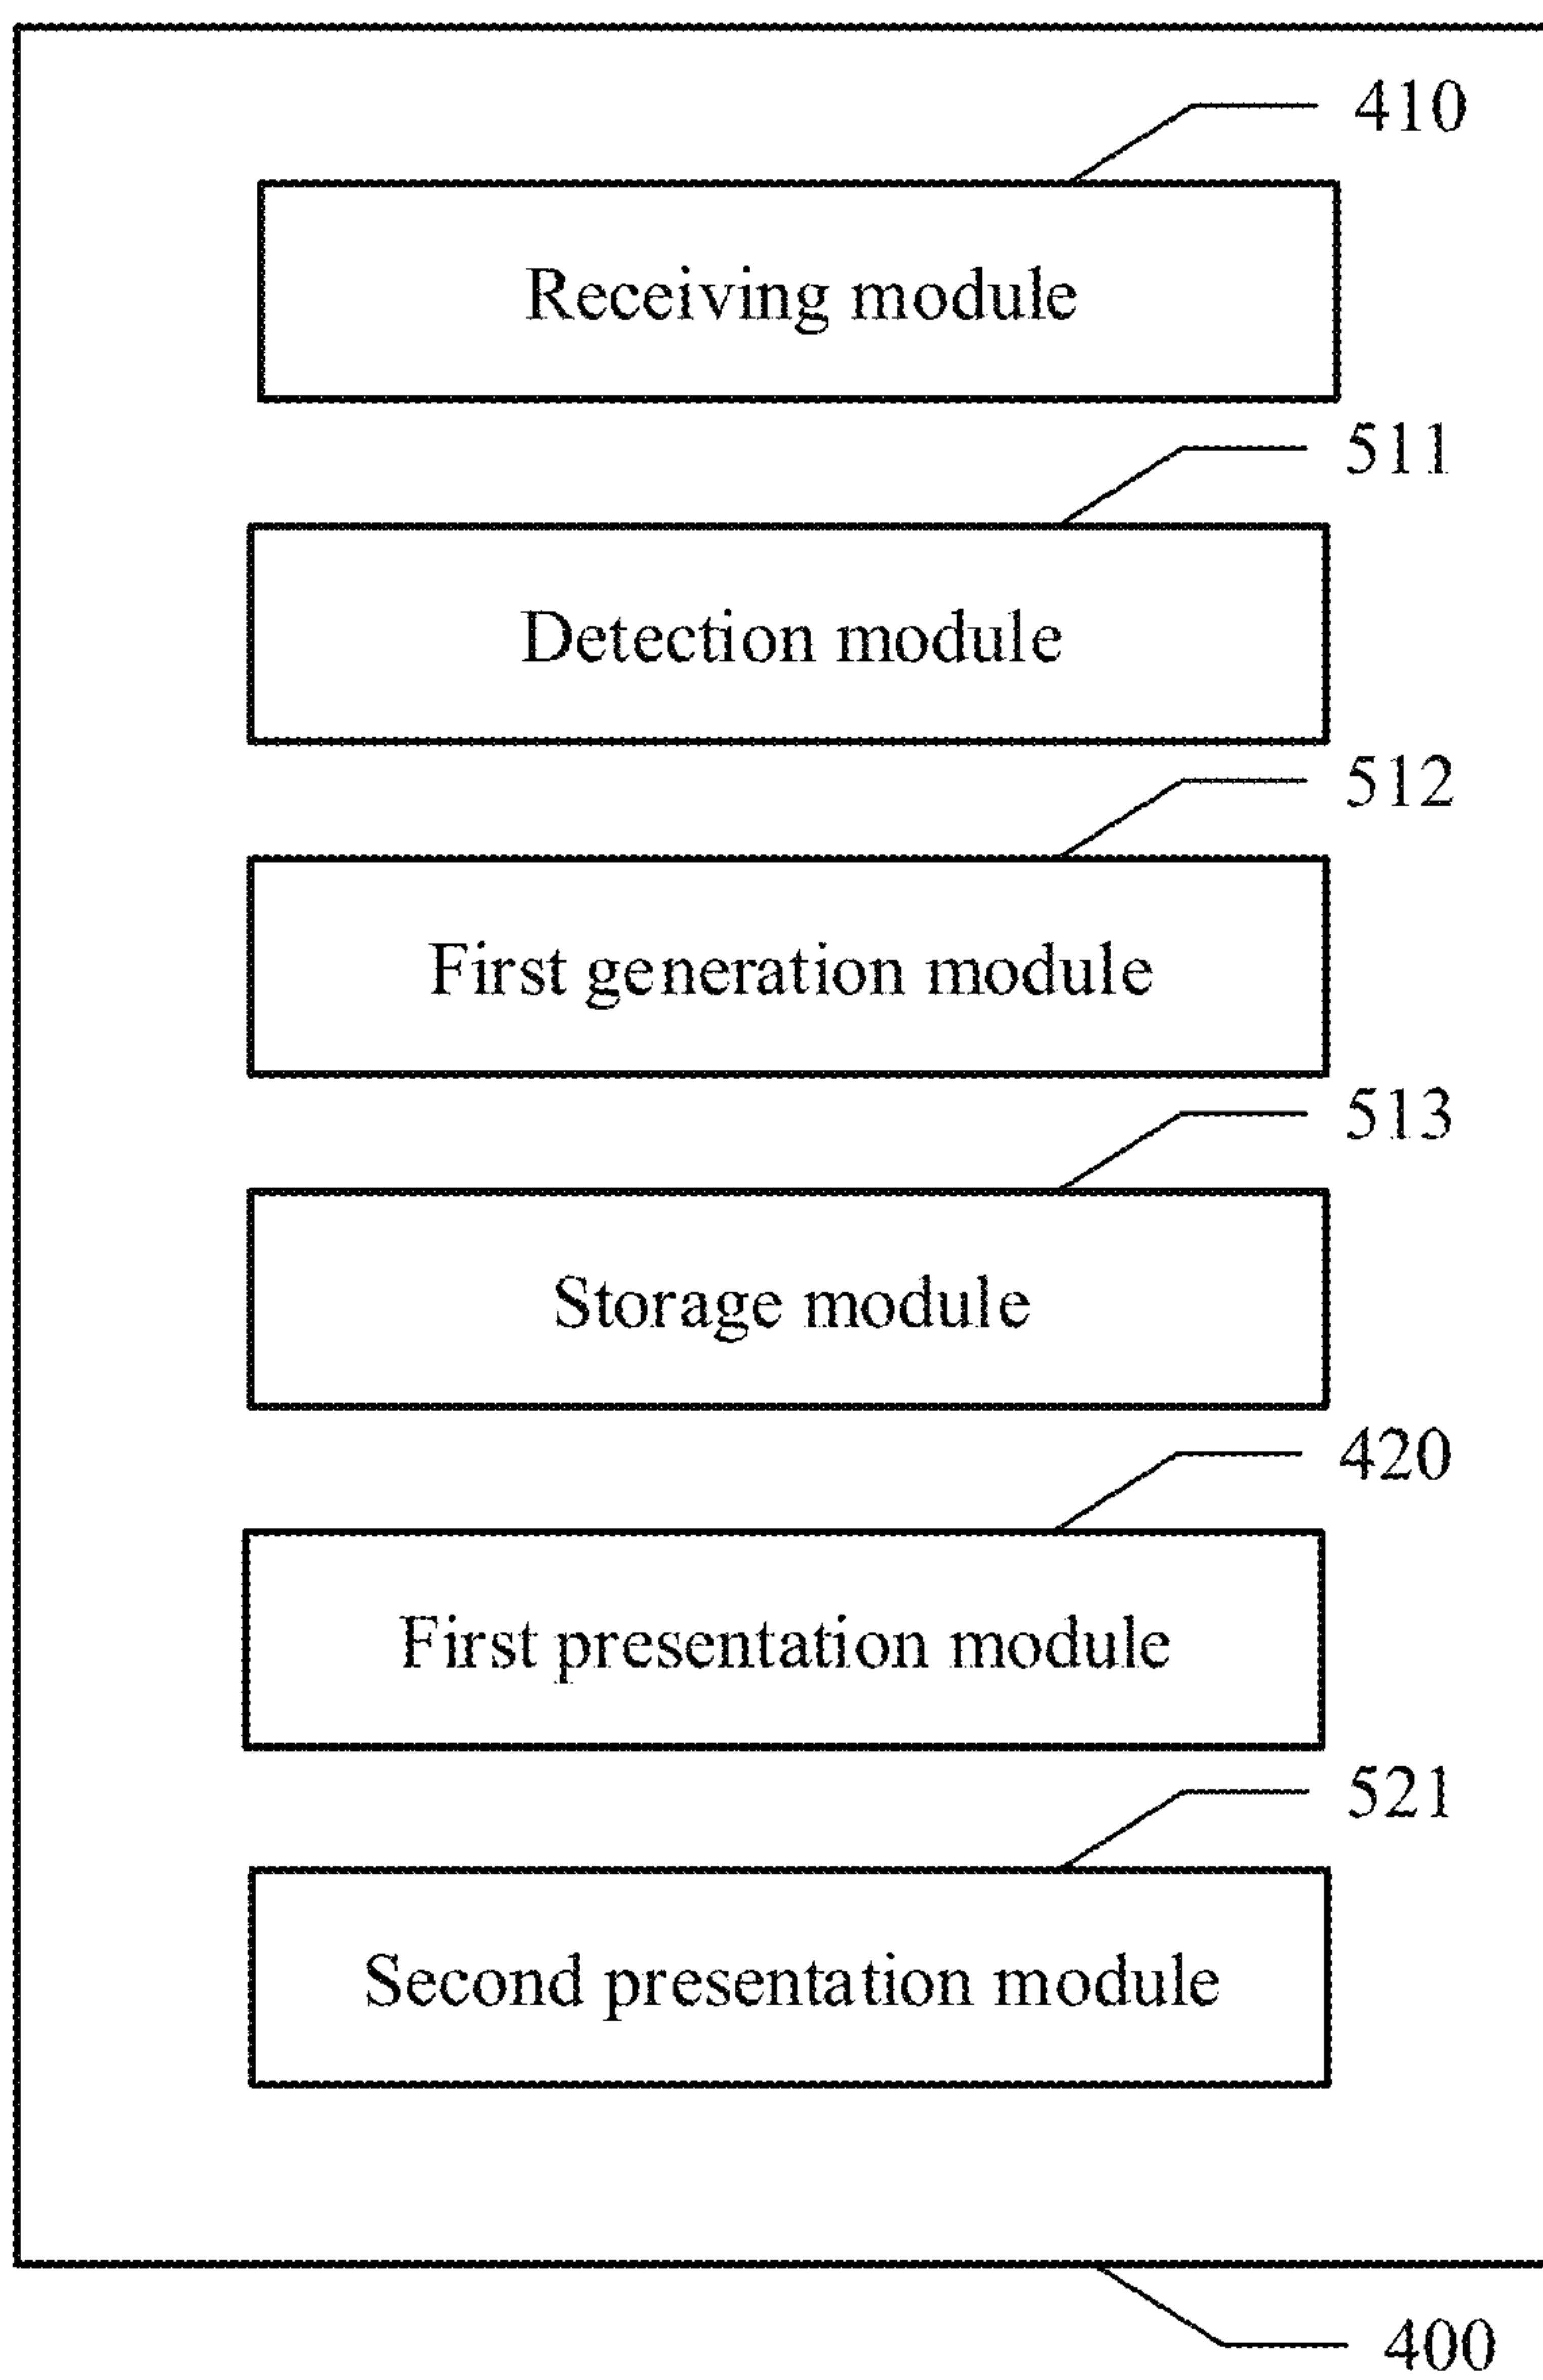 410
Receiving module
511
Detection module
512
First generation module
513
Storage module
420
First presentation module
521
Second presentation module
400